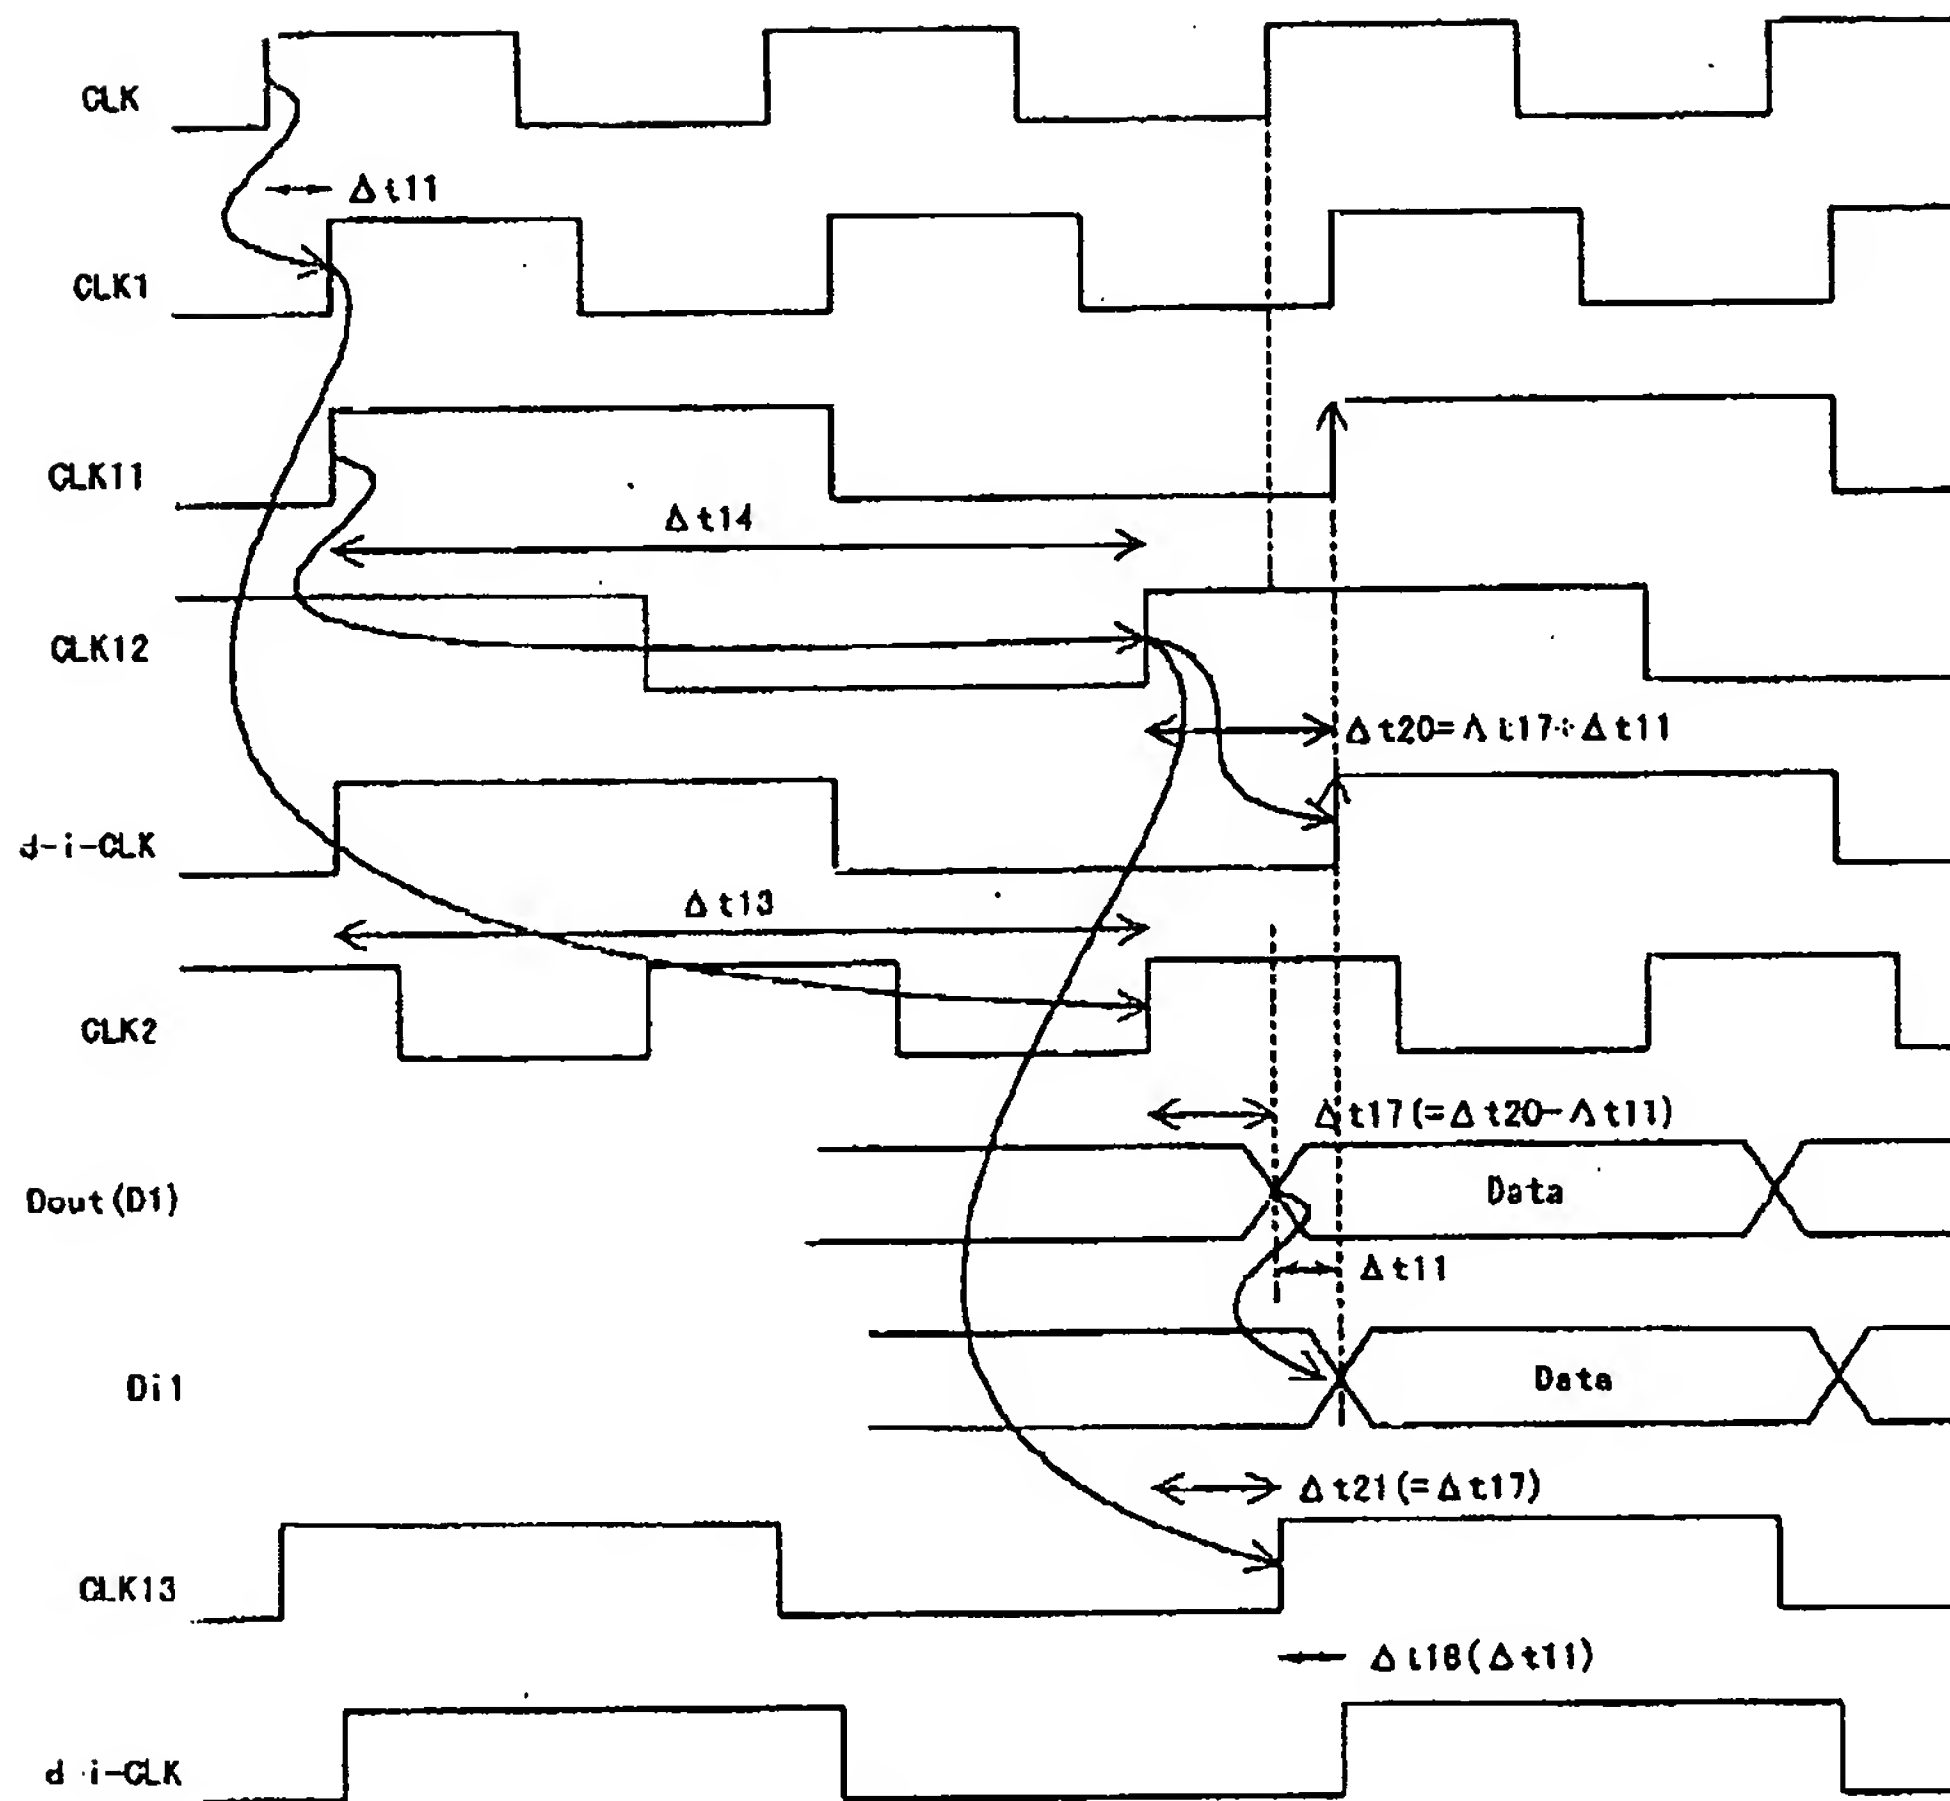 CLK
Δt11
CLK1
CLK11
Δt14
CLK12
Δt20=Δt17+Δt11
d-i-CLK
Δt13
CLK2
Δt17(=Δt20-Δt11)
Dout(D1)
Data
Δt11
Di1
Data
Δt21(=Δt17)
CLK13
Δt18(Δt11)
d-i-CLK